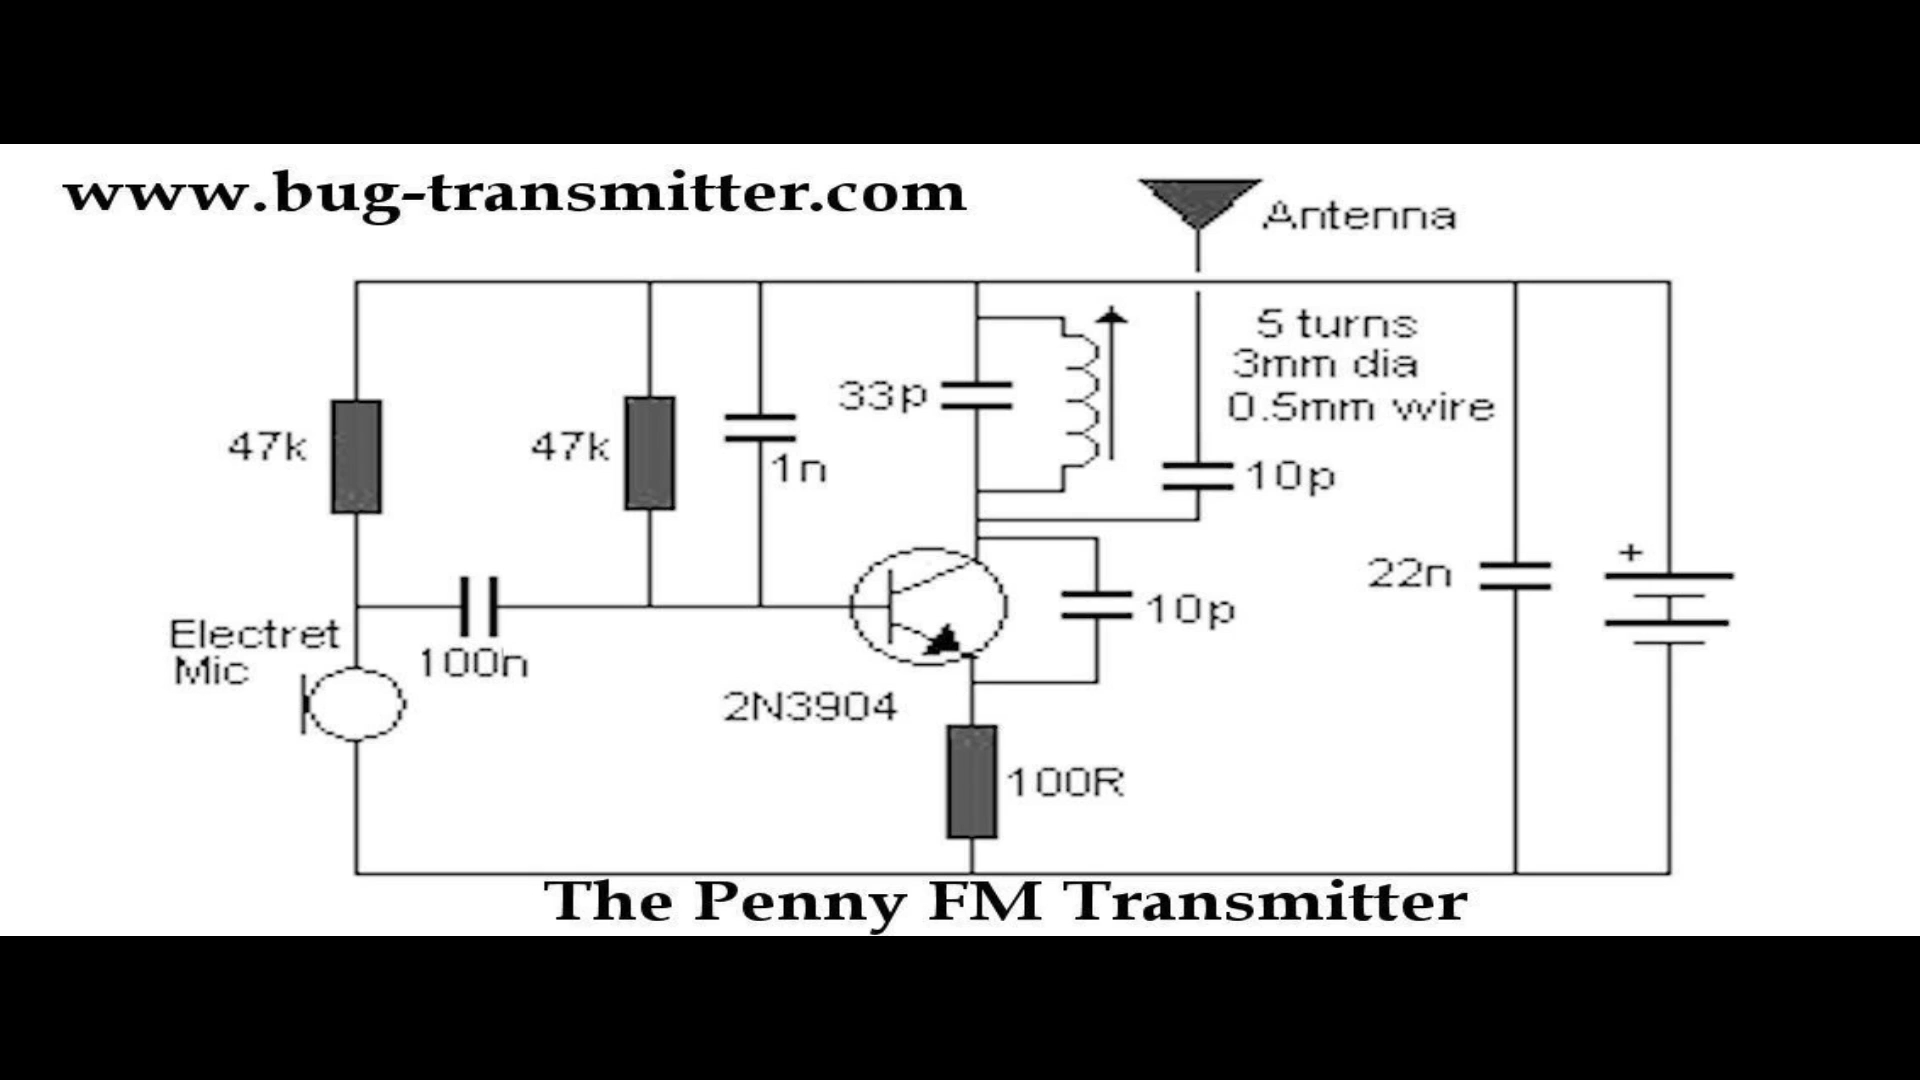 www.bug-transmitter.com
Antenna
5 turns
3mm dia
0.5mm wire
33p
47k
47k
1n
10p
+
22n
10p
Electret
Mic
100n
2N3904
100R
The Penny FM Transmitter